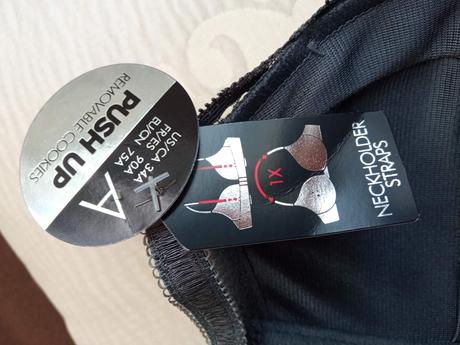 PUSH UP
REMOVABLE COOKIES
US/CA 34A
FR/ES 90A
EU/CN 75A
A
1X
NECKHOLDER
STRAPS